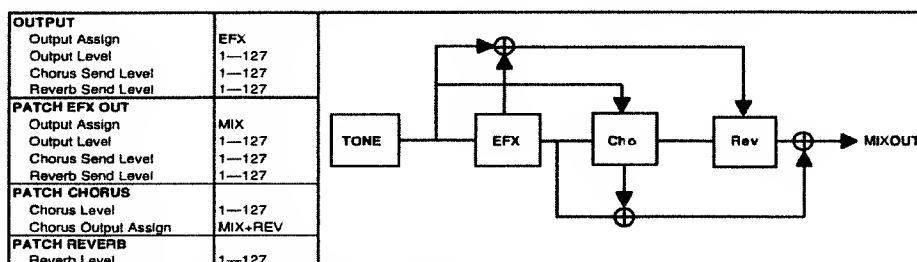 OUTPUT
Output Assign EFX
Output Level 1—127
Chorus Send Level 1—127
Reverb Send Level 1—127
PATCH EFX OUT
Output Assign MIX
Output Level 1—127
Chorus Send Level 1—127
Reverb Send Level 1—127
PATCH CHORUS
Chorus Level 1—127
Chorus Output Assign MIX+REV
PATCH REVERB
Reverb Level 1—127
TONE EFX Cho Rev MIXOUT